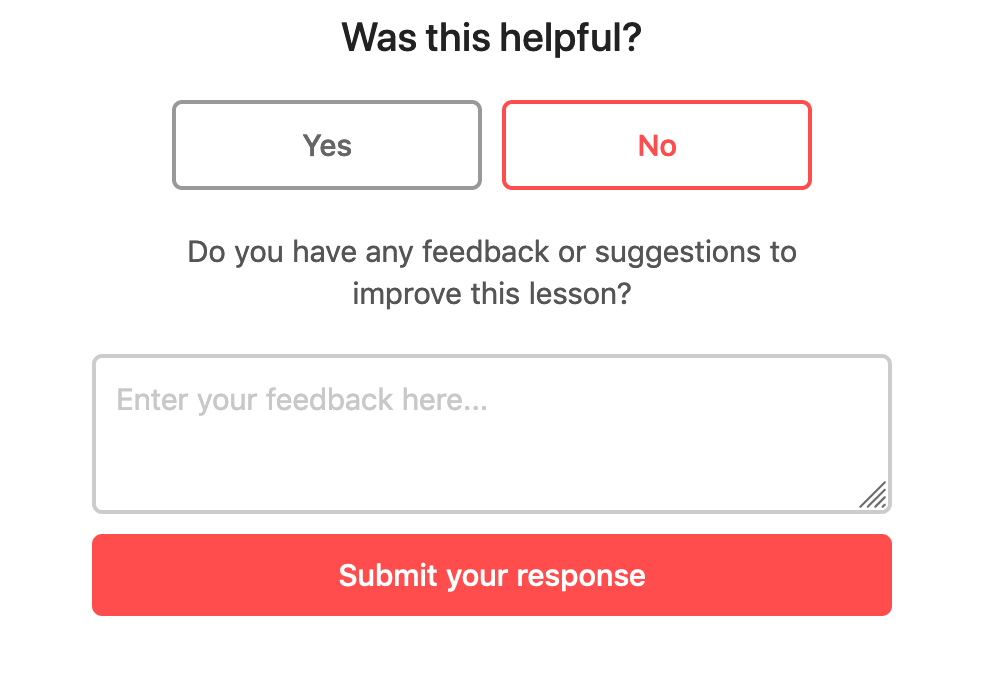 Was this helpful?
Yes
No
Do you have any feedback or suggestions to
improve this lesson?
Enter your feedback here...
Submit your response